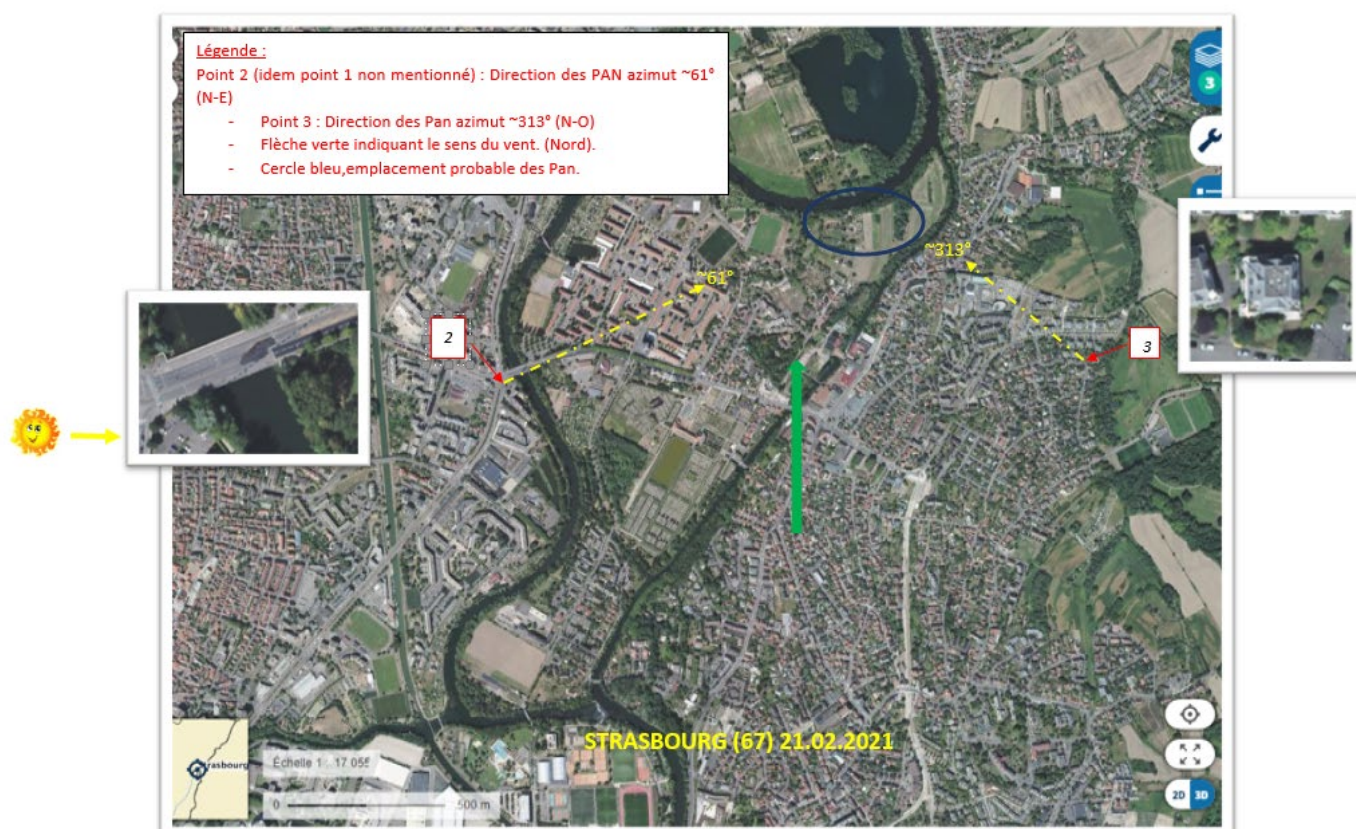 Légende :
Point 2 (idem point 1 non mentionné) : Direction des PAN azimut ~61°
(N-E)
- Point 3 : Direction des Pan azimut ~313° (N-O)
- Flèche verte indiquant le sens du vent. (Nord).
- Cercle bleu,emplacement probable des Pan.
3
~313°
~61°
2
3
STRASBOURG (67) 21.02.2021
Strasbourg
Échelle 1 : 17 055
0 500 m
2D 3D